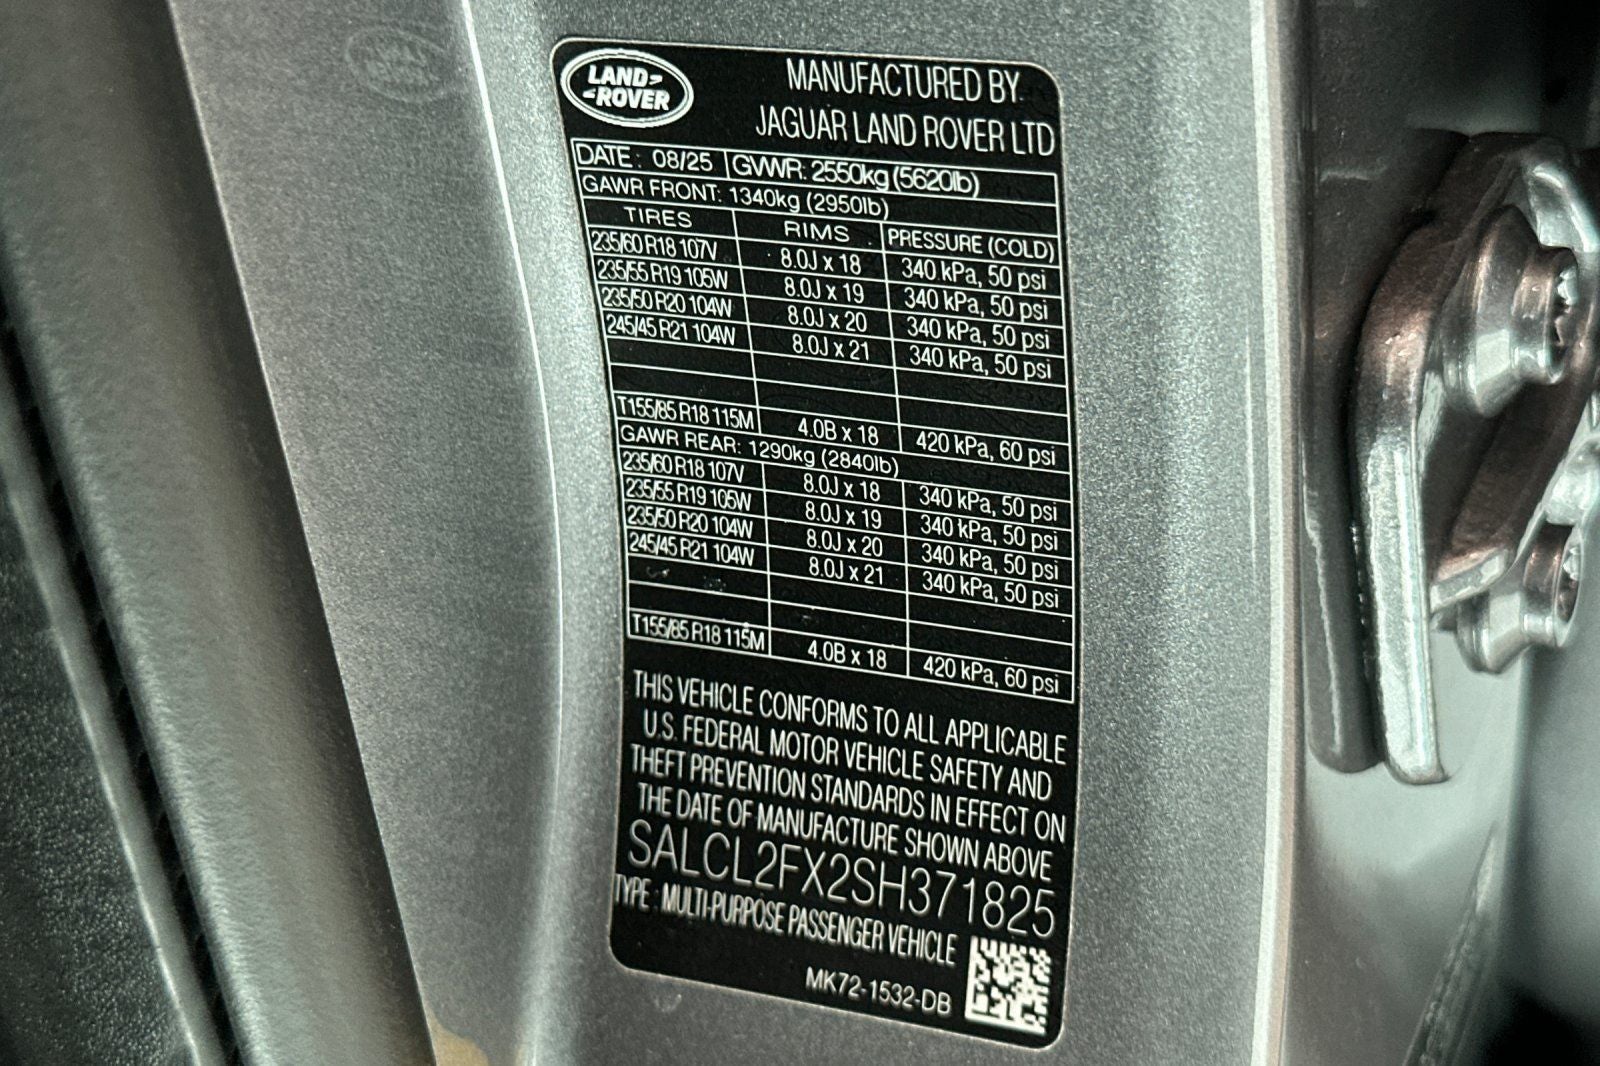 LAND-
-ROVER
MANUFACTURED BY
JAGUAR LAND ROVER LTD
DATE : 08/25 GVWR: 2550kg (5620lb)
GAWR FRONT: 1340kg (2950lb)
TIRES RIMS PRESSURE (COLD)
235/60 R18 107V 8.0J x 18 340 kPa, 50 psi
235/55 R19 105W 8.0J x 19 340 kPa, 50 psi
235/50 R20 104W 8.0J x 20 340 kPa, 50 psi
245/45 R21 104W 8.0J x 21 340 kPa, 50 psi
T155/85 R18 115M 4.0B x 18 420 kPa, 60 psi
GAWR REAR: 1290kg (2840lb)
235/60 R18 107V 8.0J x 18 340 kPa, 50 psi
235/55 R19 105W 8.0J x 19 340 kPa, 50 psi
235/50 R20 104W 8.0J x 20 340 kPa, 50 psi
245/45 R21 104W 8.0J x 21 340 kPa, 50 psi
T155/85 R18 115M 4.0B x 18 420 kPa, 60 psi
THIS VEHICLE CONFORMS TO ALL APPLICABLE
U.S. FEDERAL MOTOR VEHICLE SAFETY AND
THEFT PREVENTION STANDARDS IN EFFECT ON
THE DATE OF MANUFACTURE SHOWN ABOVE
SALCL2FX2SH371825
TYPE : MULTI-PURPOSE PASSENGER VEHICLE
MK72-1532-DB